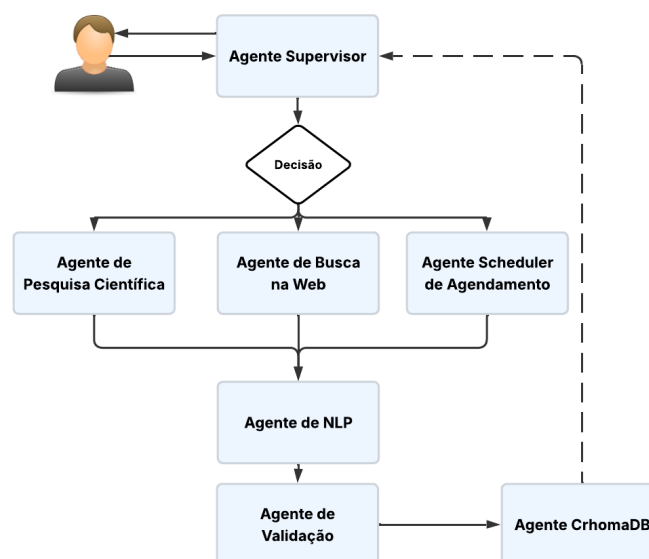 Agente Supervisor
Decisão
Agente de
Pesquisa Científica
Agente de Busca
na Web
Agente Scheduler
de Agendamento
Agente de NLP
Agente de
Validação
Agente CrhomaDB